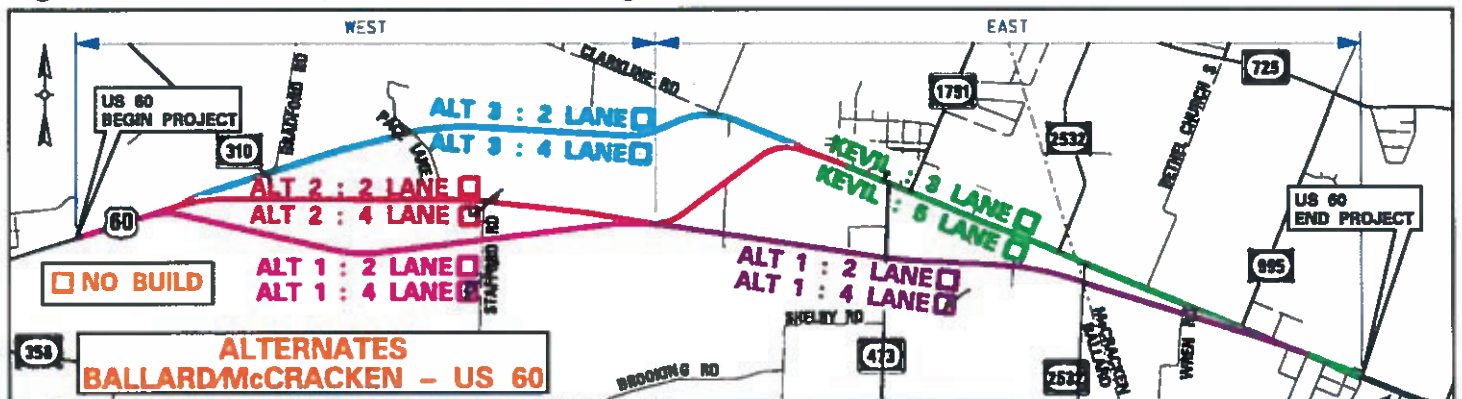 WEST
EAST
US 60
BEGIN PROJECT
310
BRADFORD RD
PACE LANE
CLARKLINE RD
1791
725
2532
BETHEL CHURCH
ALT 3 : 2 LANE
ALT 3 : 4 LANE
ALT 2 : 2 LANE
ALT 2 : 4 LANE
60
KEVIL : 3 LANE
KEVIL : 5 LANE
US 60
END PROJECT
NO BUILD
ALT 1 : 2 LANE
ALT 1 : 4 LANE
STAFFORD RD
ALT 1 : 2 LANE
ALT 1 : 4 LANE
995
358
ALTERNATES
BALLARD/McCRACKEN - US 60
SHELBY RD
BROOKING RD
473
2532
McCRACKEN
BALLARD
WREN RD